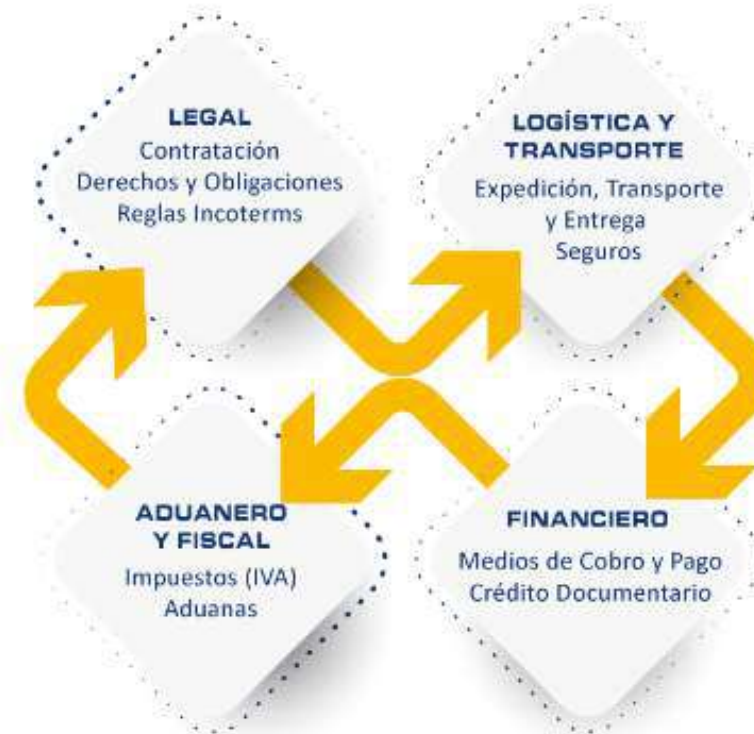 LEGAL
Contratación
Derechos y Obligaciones
Reglas Incoterms
LOGÍSTICA Y
TRANSPORTE
Expedición, Transporte
y Entrega
Seguros
ADUANERO
Y FISCAL
Impuestos (IVA)
Aduanas
FINANCIERO
Medios de Cobro y Pago
Crédito Documentario